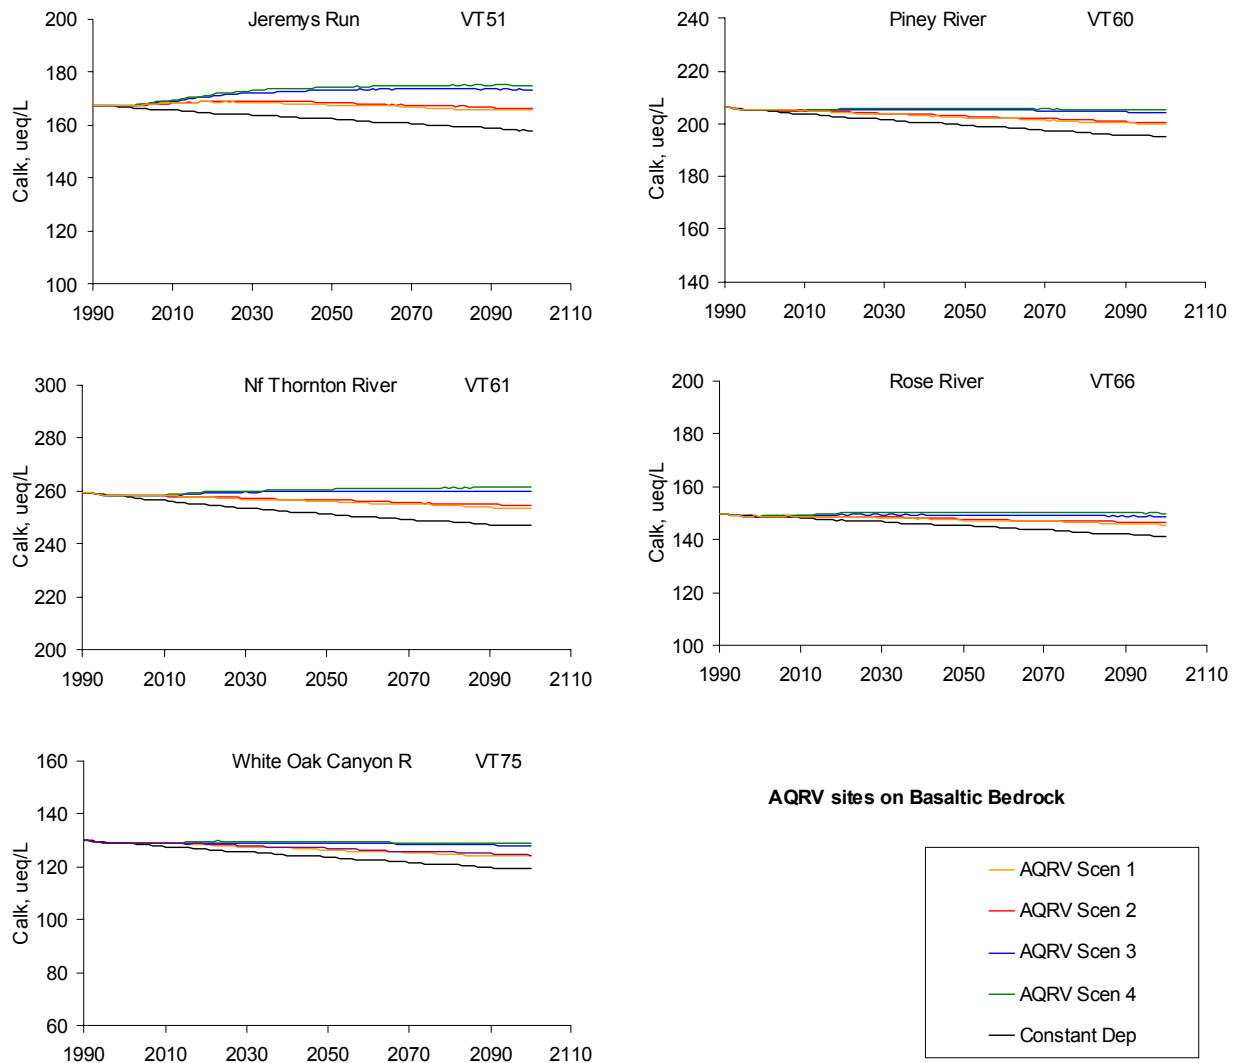 Jeremys Run VT51
Calk, ueq/L
200
180
160
140
120
100
1990 2010 2030 2050 2070 2090 2110
Piney River VT60
Calk, ueq/L
240
220
200
180
160
140
1990 2010 2030 2050 2070 2090 2110
Nf Thornton River VT61
Calk, ueq/L
300
280
260
240
220
200
1990 2010 2030 2050 2070 2090 2110
Rose River VT66
Calk, ueq/L
200
180
160
140
120
100
1990 2010 2030 2050 2070 2090 2110
White Oak Canyon R VT75
Calk, ueq/L
160
140
120
100
80
60
1990 2010 2030 2050 2070 2090 2110
AQRV sites on Basaltic Bedrock
AQRV Scen 1
AQRV Scen 2
AQRV Scen 3
AQRV Scen 4
Constant Dep